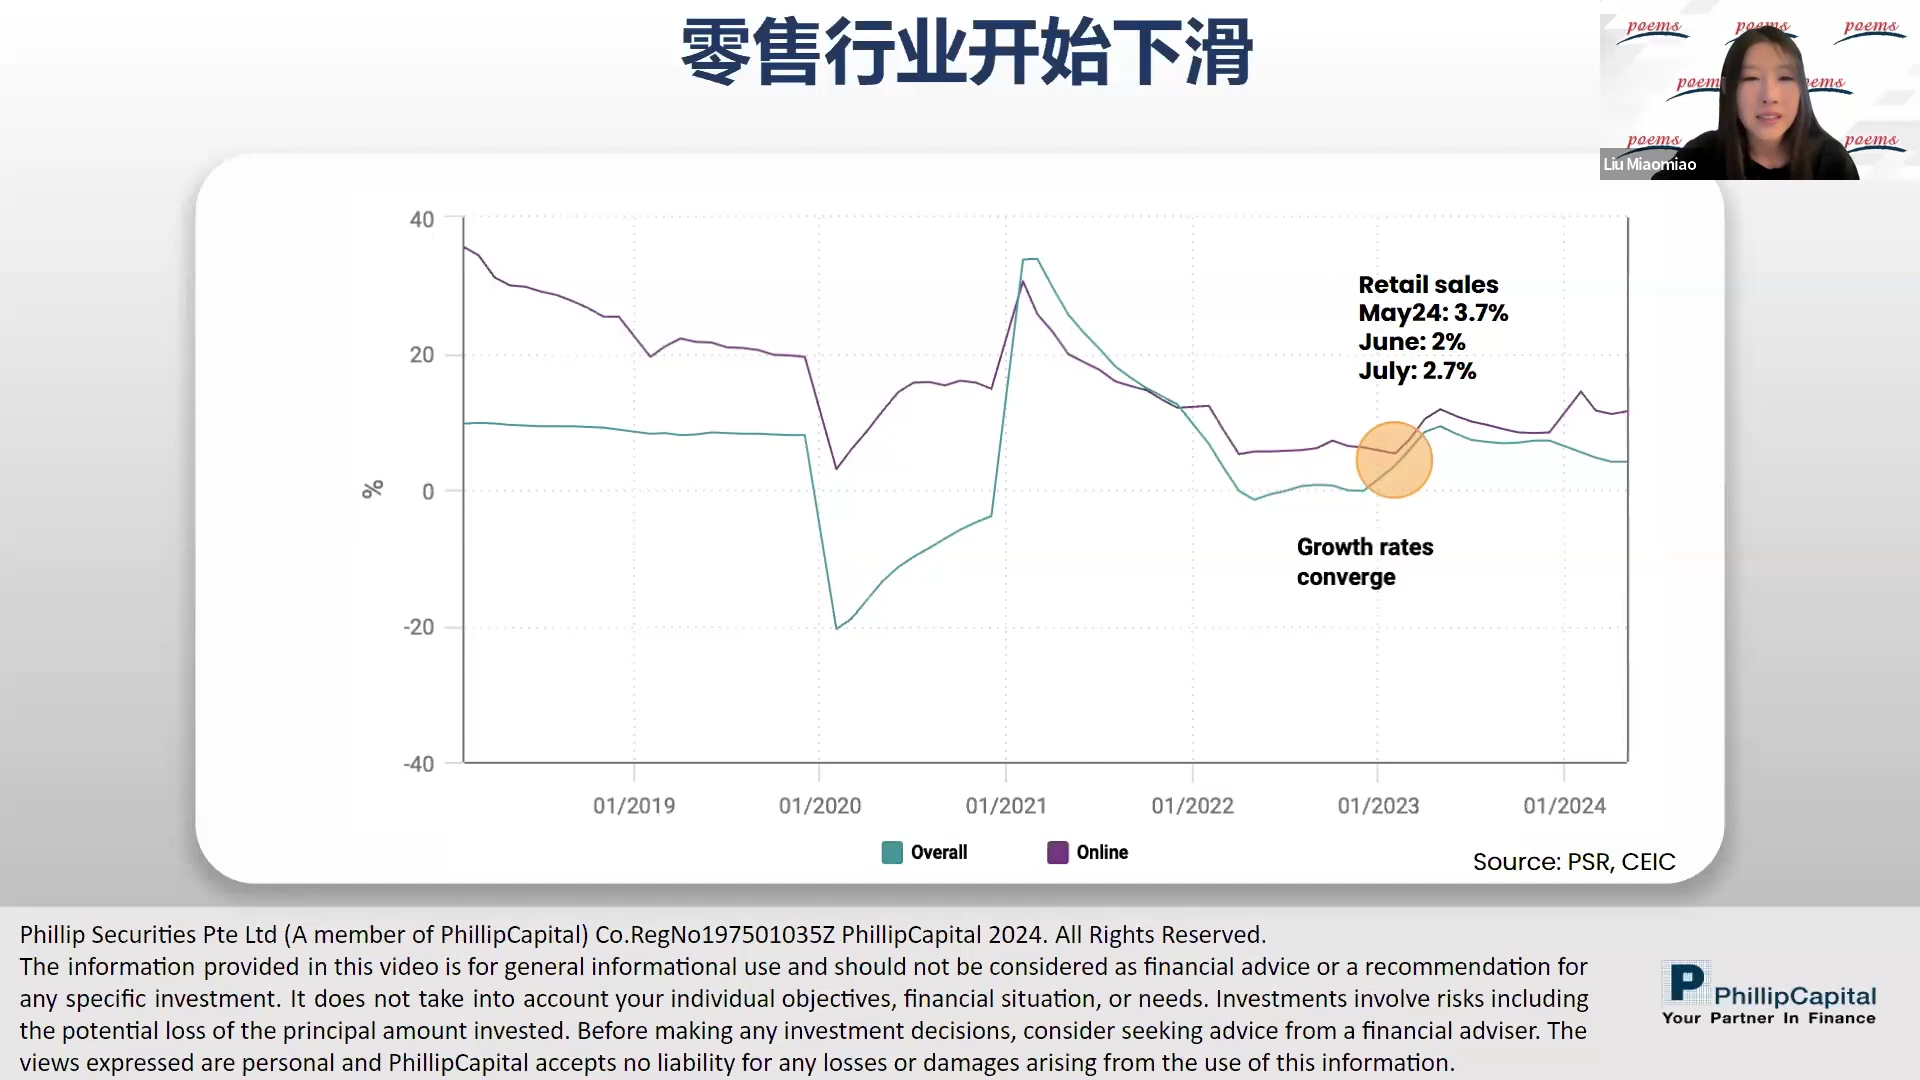 零售行业开始下滑
poems poems poems
poems poems
poems poems
Liu Miaomiao
40
20
0
-20
-40
%
Retail sales
May24: 3.7%
June: 2%
July: 2.7%
Growth rates
converge
01/2019 01/2020 01/2021 01/2022 01/2023 01/2024
Overall Online
Source: PSR, CEIC
Phillip Securities Pte Ltd (A member of PhillipCapital) Co.RegNo197501035Z PhillipCapital 2024. All Rights Reserved.
The information provided in this video is for general informational use and should not be considered as financial advice or a recommendation for
any specific investment. It does not take into account your individual objectives, financial situation, or needs. Investments involve risks including
the potential loss of the principal amount invested. Before making any investment decisions, consider seeking advice from a financial adviser. The
views expressed are personal and PhillipCapital accepts no liability for any losses or damages arising from the use of this information.
P PhillipCapital
Your Partner In Finance